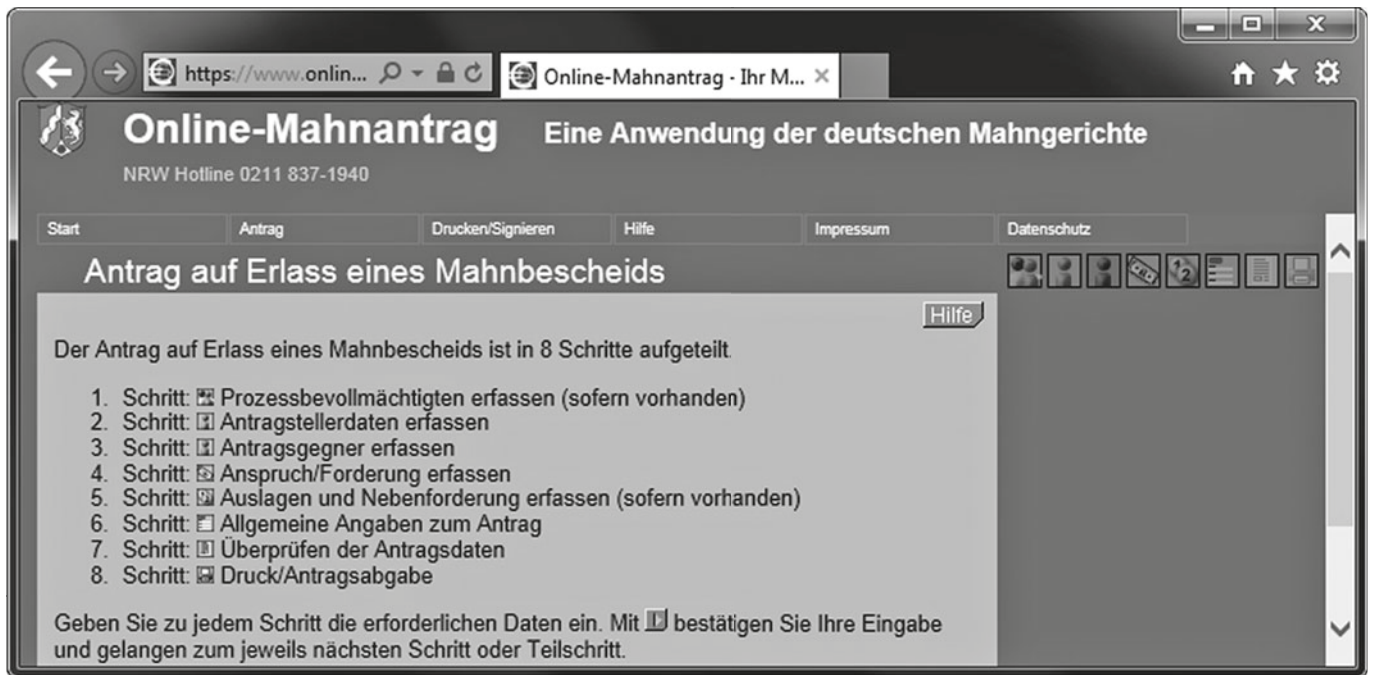 https://www.onlin...
Online-Mahnantrag - Ihr M...
Online-Mahnantrag Eine Anwendung der deutschen Mahngerichte
NRW Hotline 0211 837-1940
Start Antrag Drucken/Signieren Hilfe Impressum Datenschutz
Antrag auf Erlass eines Mahnbescheids
Hilfe
Der Antrag auf Erlass eines Mahnbescheids ist in 8 Schritte aufgeteilt.
1. Schritt: Prozessbevollmächtigten erfassen (sofern vorhanden)
2. Schritt: Antragstellerdaten erfassen
3. Schritt: Antragsgegner erfassen
4. Schritt: Anspruch/Forderung erfassen
5. Schritt: Auslagen und Nebenforderung erfassen (sofern vorhanden)
6. Schritt: Allgemeine Angaben zum Antrag
7. Schritt: Überprüfen der Antragsdaten
8. Schritt: Druck/Antragsabgabe
Geben Sie zu jedem Schritt die erforderlichen Daten ein. Mit bestätigen Sie Ihre Eingabe
und gelangen zum jeweils nächsten Schritt oder Teilschritt.